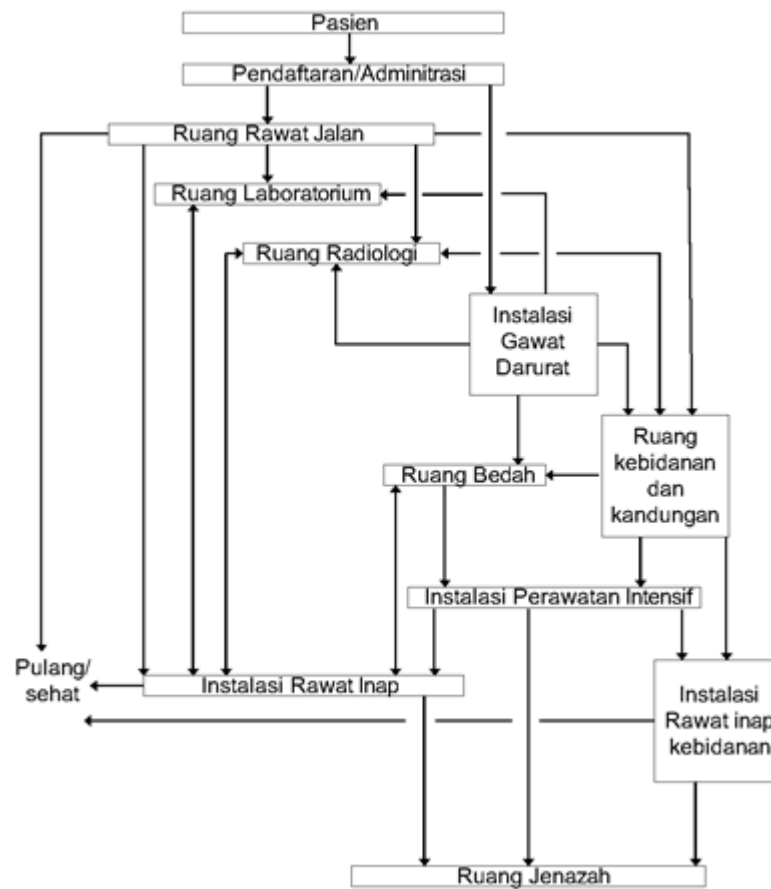 Pasien
Pendaftaran/Adminitrasi
Ruang Rawat Jalan
Ruang Laboratorium
Ruang Radiologi
Instalasi
Gawat
Darurat
Ruang
kebidanan
dan
kandungan
Ruang Bedah
Instalasi Perawatan Intensif
Pulang/
sehat
Instalasi Rawat Inap
Instalasi
Rawat inap
kebidanan
Ruang Jenazah